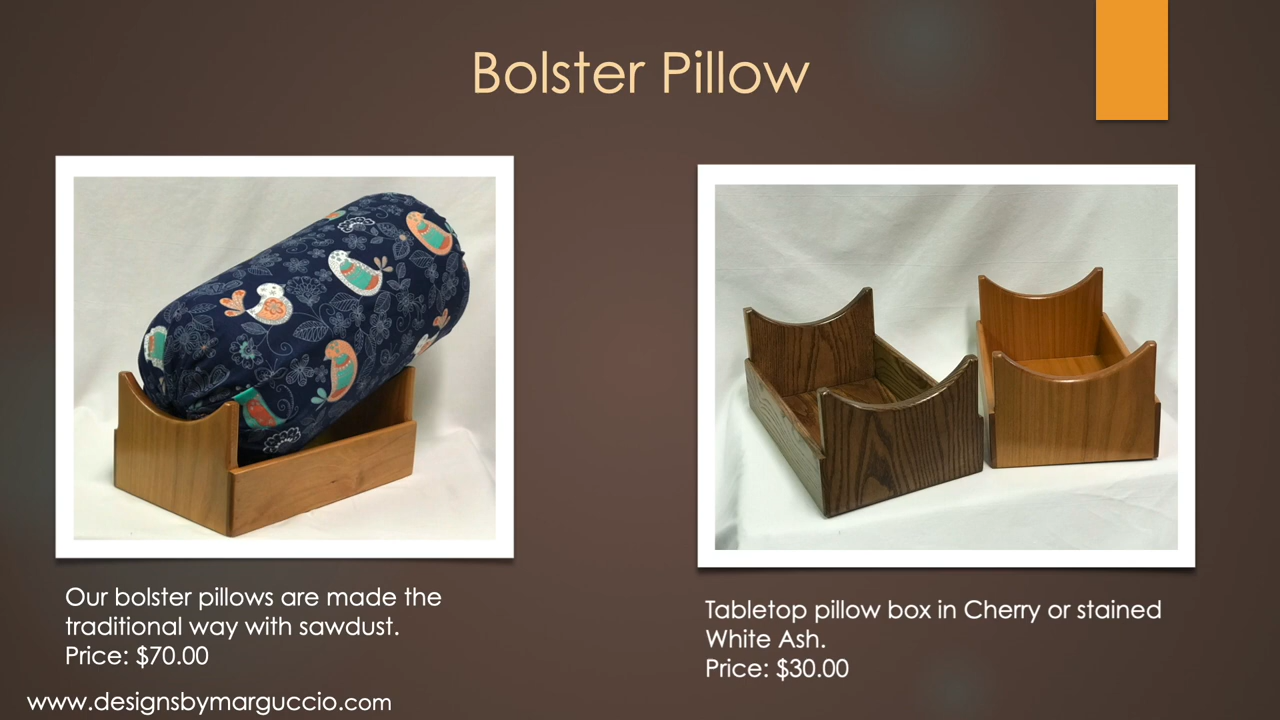 Bolster Pillow
Our bolster pillows are made the
traditional way with sawdust.
Price: $70.00
Tabletop pillow box in Cherry or stained
White Ash.
Price: $30.00
www.designsbymarguccio.com